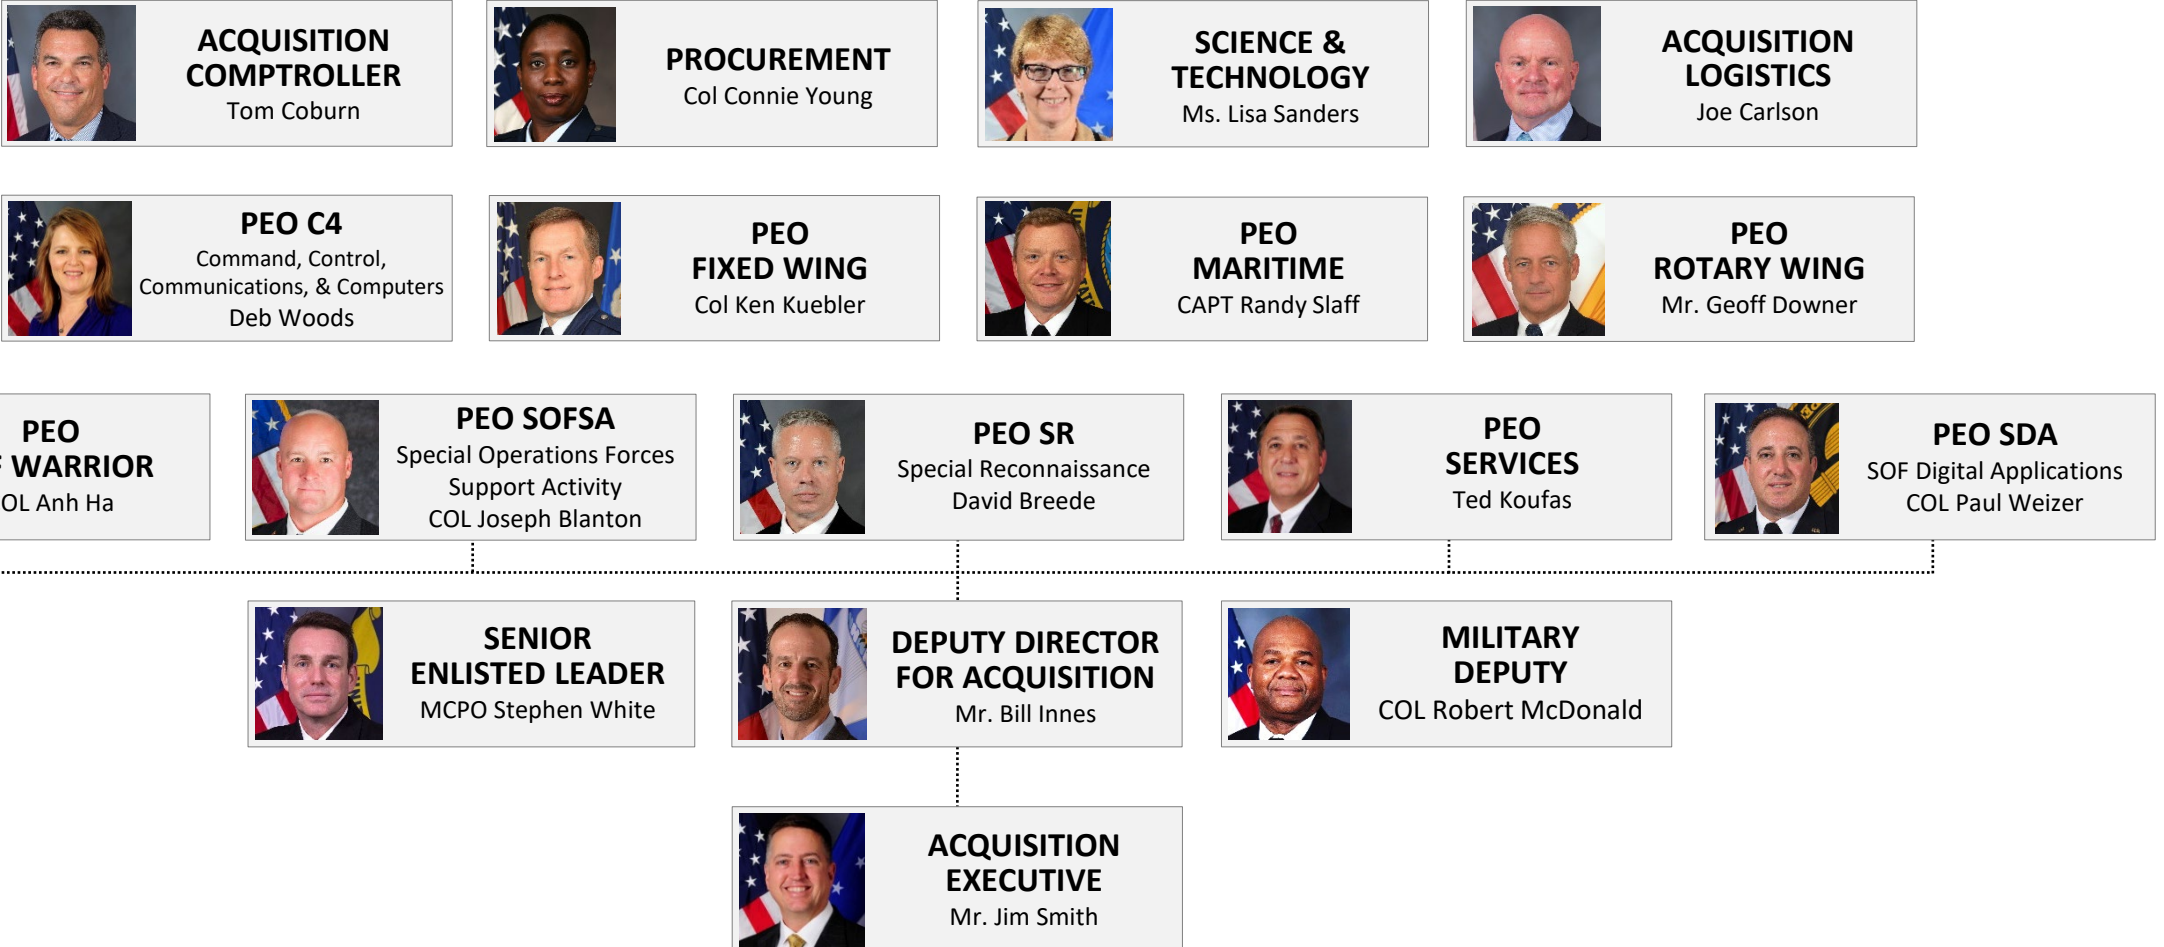 ACQUISITION
COMPTROLLER
Tom Coburn
PROCUREMENT
Col Connie Young
SCIENCE &
TECHNOLOGY
Ms. Lisa Sanders
ACQUISITION
LOGISTICS
Joe Carlson
PEO C4
Command, Control,
Communications, & Computers
Deb Woods
PEO
FIXED WING
Col Ken Kuebler
PEO
MARITIME
CAPT Randy Slaff
PEO
ROTARY WING
Mr. Geoff Downer
PEO
WARRIOR
OL Anh Ha
PEO SOFSA
Special Operations Forces
Support Activity
COL Joseph Blanton
PEO SR
Special Reconnaissance
David Breede
PEO
SERVICES
Ted Koufas
PEO SDA
SOF Digital Applications
COL Paul Weizer
SENIOR
ENLISTED LEADER
MCPO Stephen White
DEPUTY DIRECTOR
FOR ACQUISITION
Mr. Bill Innes
MILITARY
DEPUTY
COL Robert McDonald
ACQUISITION
EXECUTIVE
Mr. Jim Smith